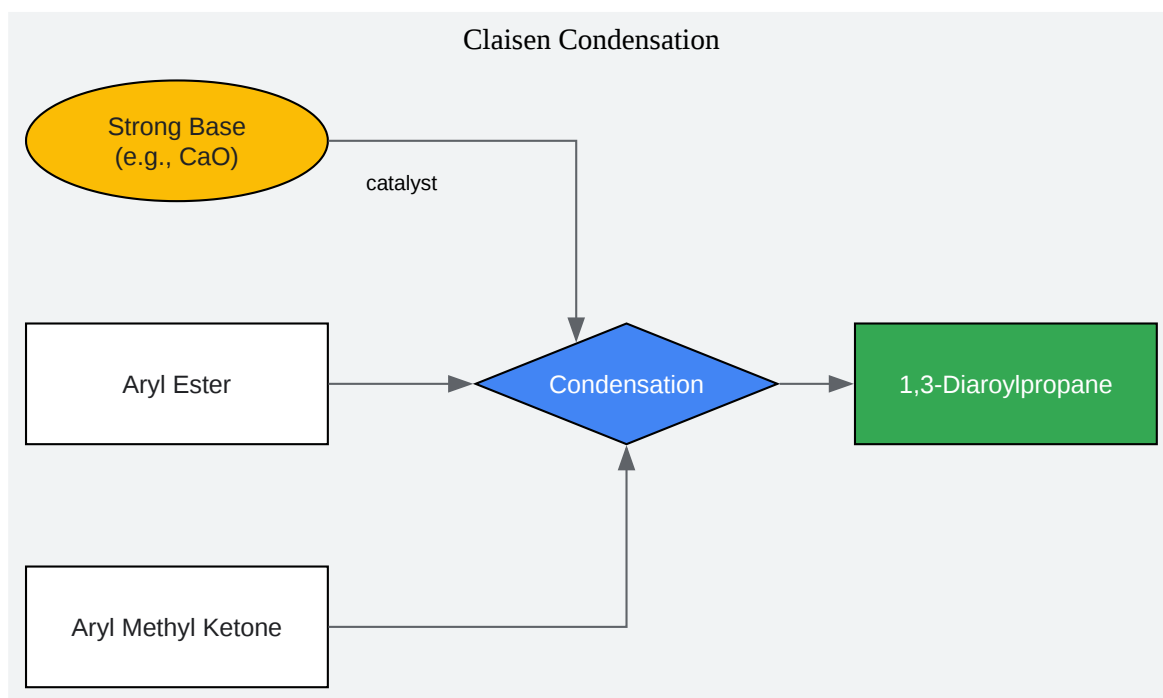 Claisen Condensation
Strong Base
(e.g., CaO)
catalyst
Aryl Ester
Condensation
1,3-Diaroylpropane
Aryl Methyl Ketone